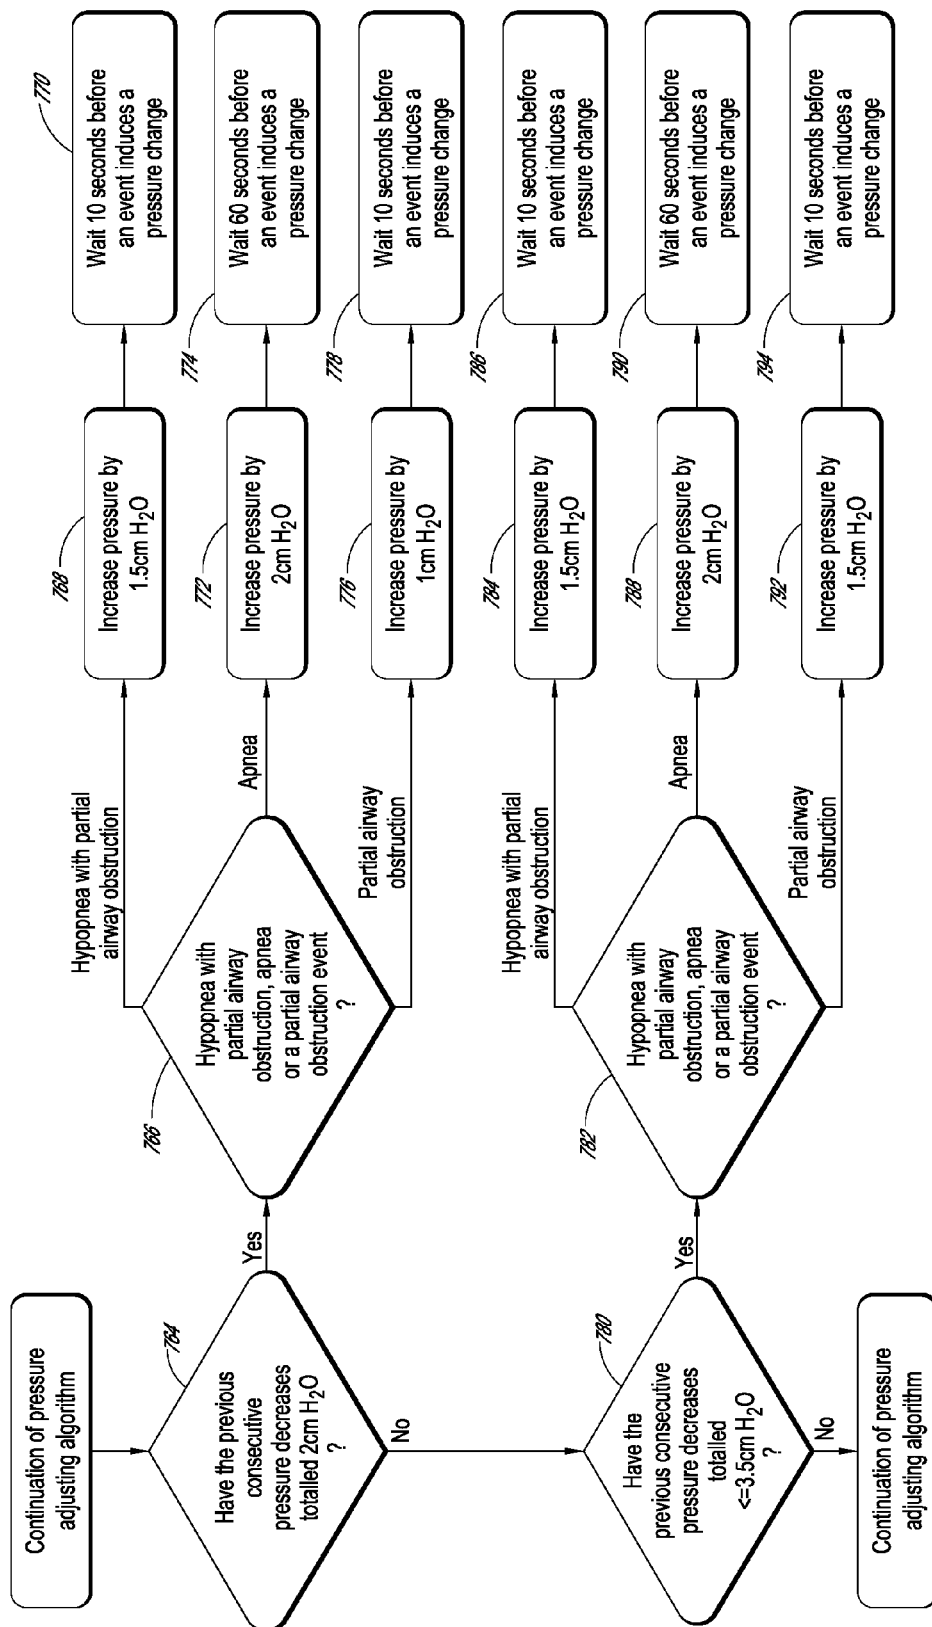 Continuation of pressure
adjusting algorithm
764
Have the previous
consecutive
pressure decreases
totalled 2cm H₂O
?
Yes
No
766
Hypopnea with
partial airway
obstruction, apnea
or a partial airway
obstruction event
?
Hypopnea with partial
airway obstruction
768
Increase pressure by
1.5cm H₂O
770
Wait 10 seconds before
an event induces a
pressure change
Apnea
772
Increase pressure by
2cm H₂O
774
Wait 60 seconds before
an event induces a
pressure change
Partial airway
obstruction
776
Increase pressure by
1cm H₂O
778
Wait 10 seconds before
an event induces a
pressure change
780
Have the
previous consecutive
pressure decreases
totalled
<=3.5cm H₂O
?
Yes
No
782
Hypopnea with
partial airway
obstruction, apnea
or a partial airway
obstruction event
?
Hypopnea with partial
airway obstruction
784
Increase pressure by
1.5cm H₂O
786
Wait 10 seconds before
an event induces a
pressure change
Apnea
788
Increase pressure by
2cm H₂O
790
Wait 60 seconds before
an event induces a
pressure change
Partial airway
obstruction
792
Increase pressure by
1.5cm H₂O
794
Wait 10 seconds before
an event induces a
pressure change
Continuation of pressure
adjusting algorithm